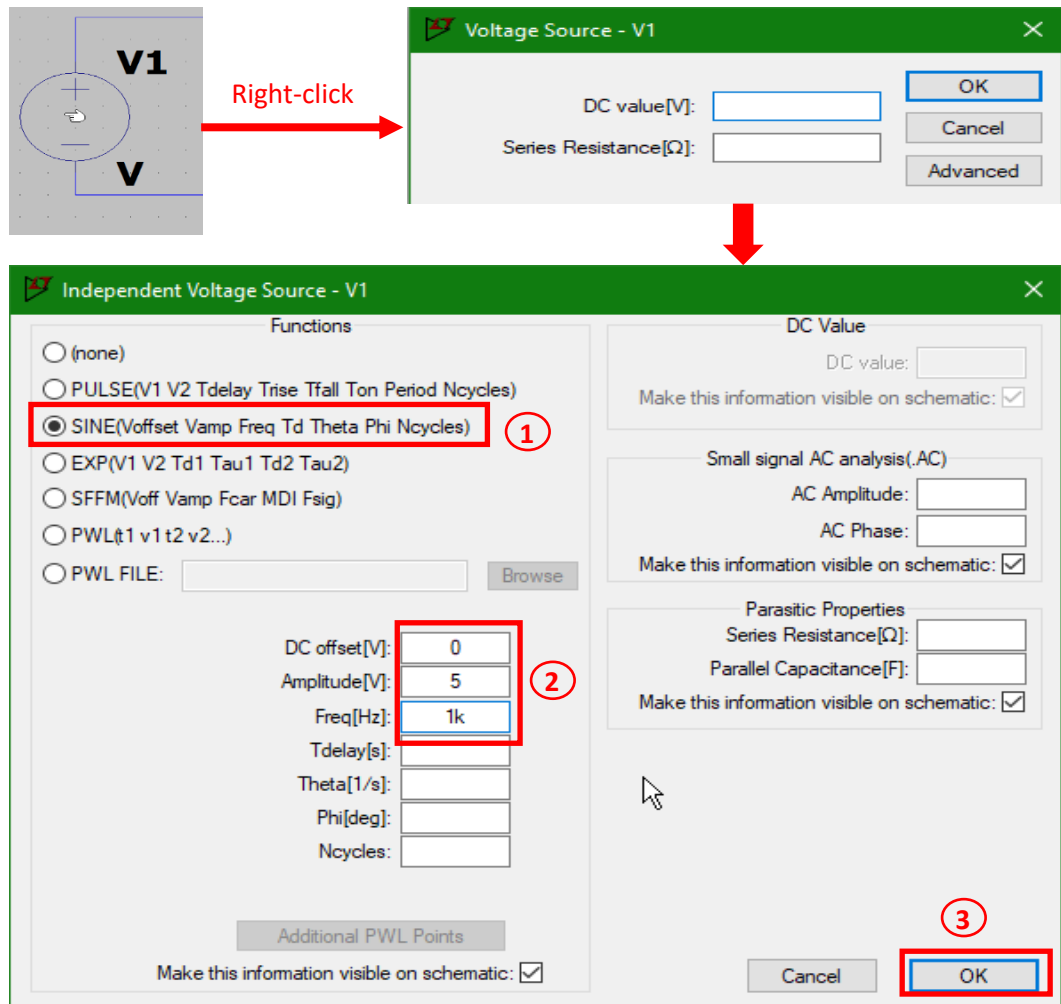 V1
V
Right-click
Voltage Source - V1
DC value[V]:
Series Resistance[Ω]:
OK
Cancel
Advanced
Independent Voltage Source - V1
Functions
(none)
PULSE(V1 V2 Tdelay Trise Tfall Ton Period Ncycles)
SINE(Voffset Vamp Freq Td Theta Phi Ncycles)
1
EXP(V1 V2 Td1 Tau1 Td2 Tau2)
SFFM(Voff Vamp Fcar MDI Fsig)
PWL(t1 v1 t2 v2...)
PWL FILE:
Browse
DC offset[V]: 0
Amplitude[V]: 5
2
Freq[Hz]: 1k
Tdelay[s]:
Theta[1/s]:
Phi[deg]:
Ncycles:
Additional PWL Points
Make this information visible on schematic:
DC Value
DC value:
Make this information visible on schematic:
Small signal AC analysis(.AC)
AC Amplitude:
AC Phase:
Make this information visible on schematic:
Parasitic Properties
Series Resistance[Ω]:
Parallel Capacitance[F]:
Make this information visible on schematic:
3
Cancel
OK